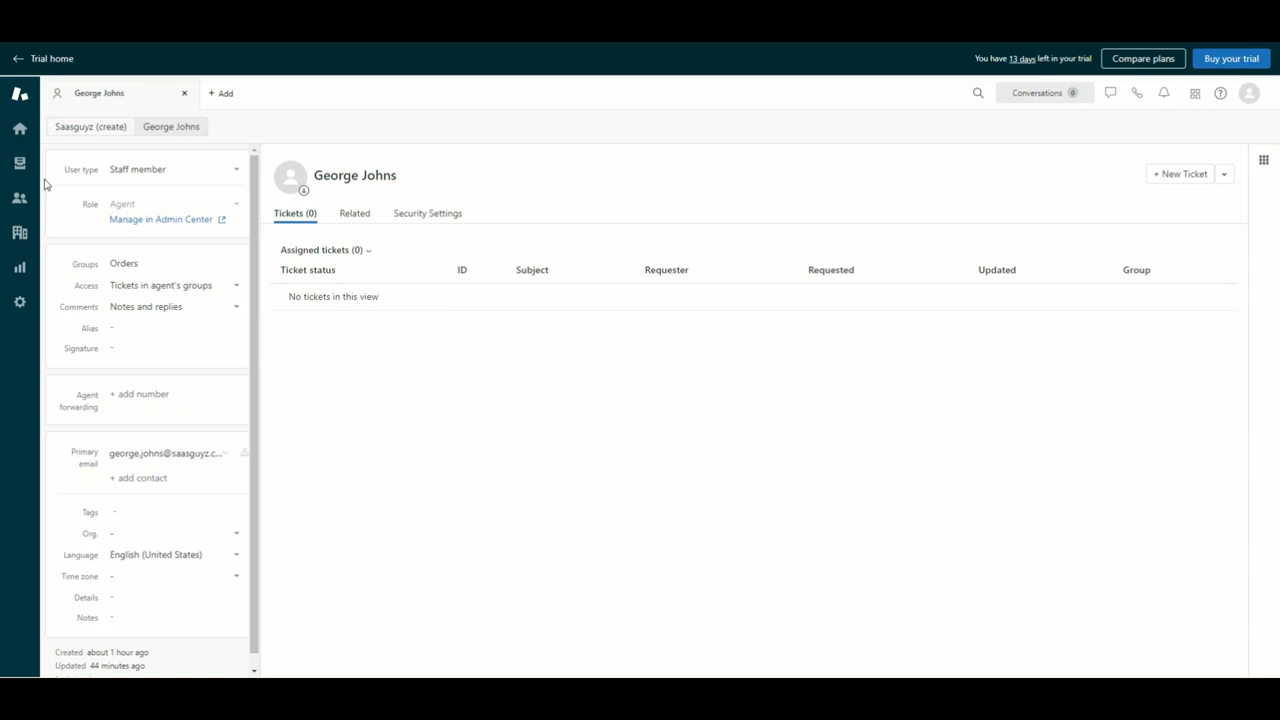 Trial home
You have 13 days left in your trial
Compare plans
Buy your trial
George Johns
+ Add
Conversations 0
Saasguyz (create)
George Johns
User type Staff member
Role Agent
Manage in Admin Center
Groups Orders
Access Tickets in agent's groups
Comments Notes and replies
Alias -
Signature -
Agent forwarding + add number
Primary email george.johns@saasguyz.c...
+ add contact
Tags -
Org. -
Language English (United States)
Time zone -
Details -
Notes -
Created about 1 hour ago
Updated 44 minutes ago
George Johns
+ New Ticket
Tickets (0) Related Security Settings
Assigned tickets (0)
Ticket status ID Subject Requester Requested Updated Group
No tickets in this view